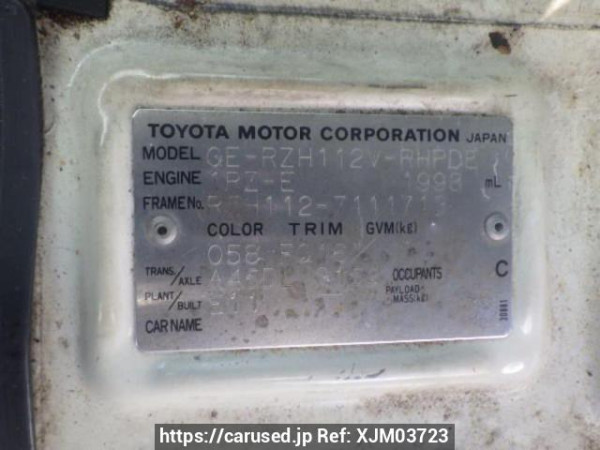 TOYOTA MOTOR CORPORATION JAPAN
MODEL GE-RZH112V-RHPDE
ENGINE 1RZ-E 1998 mL
FRAME No. RZH112-7111713
COLOR TRIM GVM(kg)
058
TRANS/AXLE OCCUPANTS C
PLANT/BUILT PAYLOAD MASS(kg)
CAR NAME
30881
https://carused.jp Ref: XJM03723